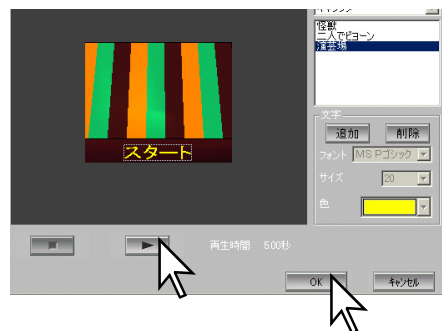 怪獣
二人でピョーン
演芸場
文字
追加 削除
フォント MS Pゴシック
サイズ 20
色
スタート
再生時間 5.00秒
OK キャンセル